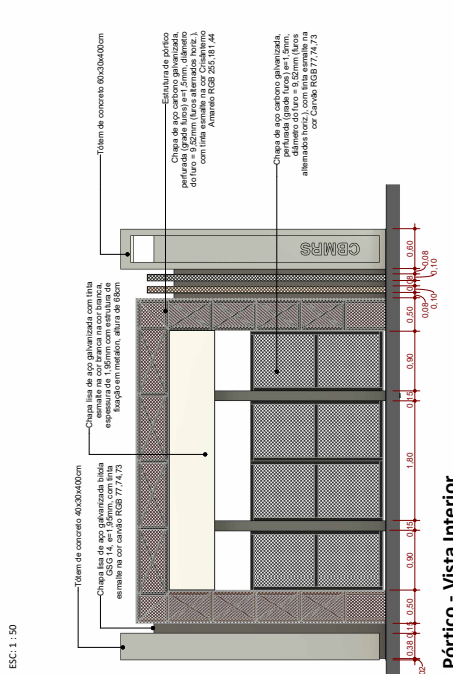 ESC: 1 : 50
Tótem de concreto 40x30x400cm
Chapa lisa de aço galvanizada bitola
GSG 14, e=1,95mm, com tinta
esmalte na cor carvão RGB 77,74,73
Chapa lisa de aço galvanizada com tinta
esmalte na cor branca na cor branca,
espessura de 1,95mm com estrutura de
fixação em metalon, altura de 68cm
Tótem de concreto 60x30x400cm
Estrutura de pórtico
Chapa de aço carbono galvanizada,
perfurada (grade furos) e=1,5mm, diâmetro
do furo = 9,52mm (furos alternados horiz.),
com tinta esmalte na cor Crisântemo
Amarelo RGB 255,181,44
Chapa de aço carbono galvanizada,
perfurada (grade furos) e=1,5mm,
diâmetro do furo = 9,52mm (furos
alternados horiz.), com tinta esmalte na
cor Carvão RGB 77,74,73
CBMRS
0.38 0.15 0.50 0.90 0.15 1.80 0.15 0.90 0.50 0.08 0.60
0.08 0.10 0.10 0.08
Pórtico - Vista Interior